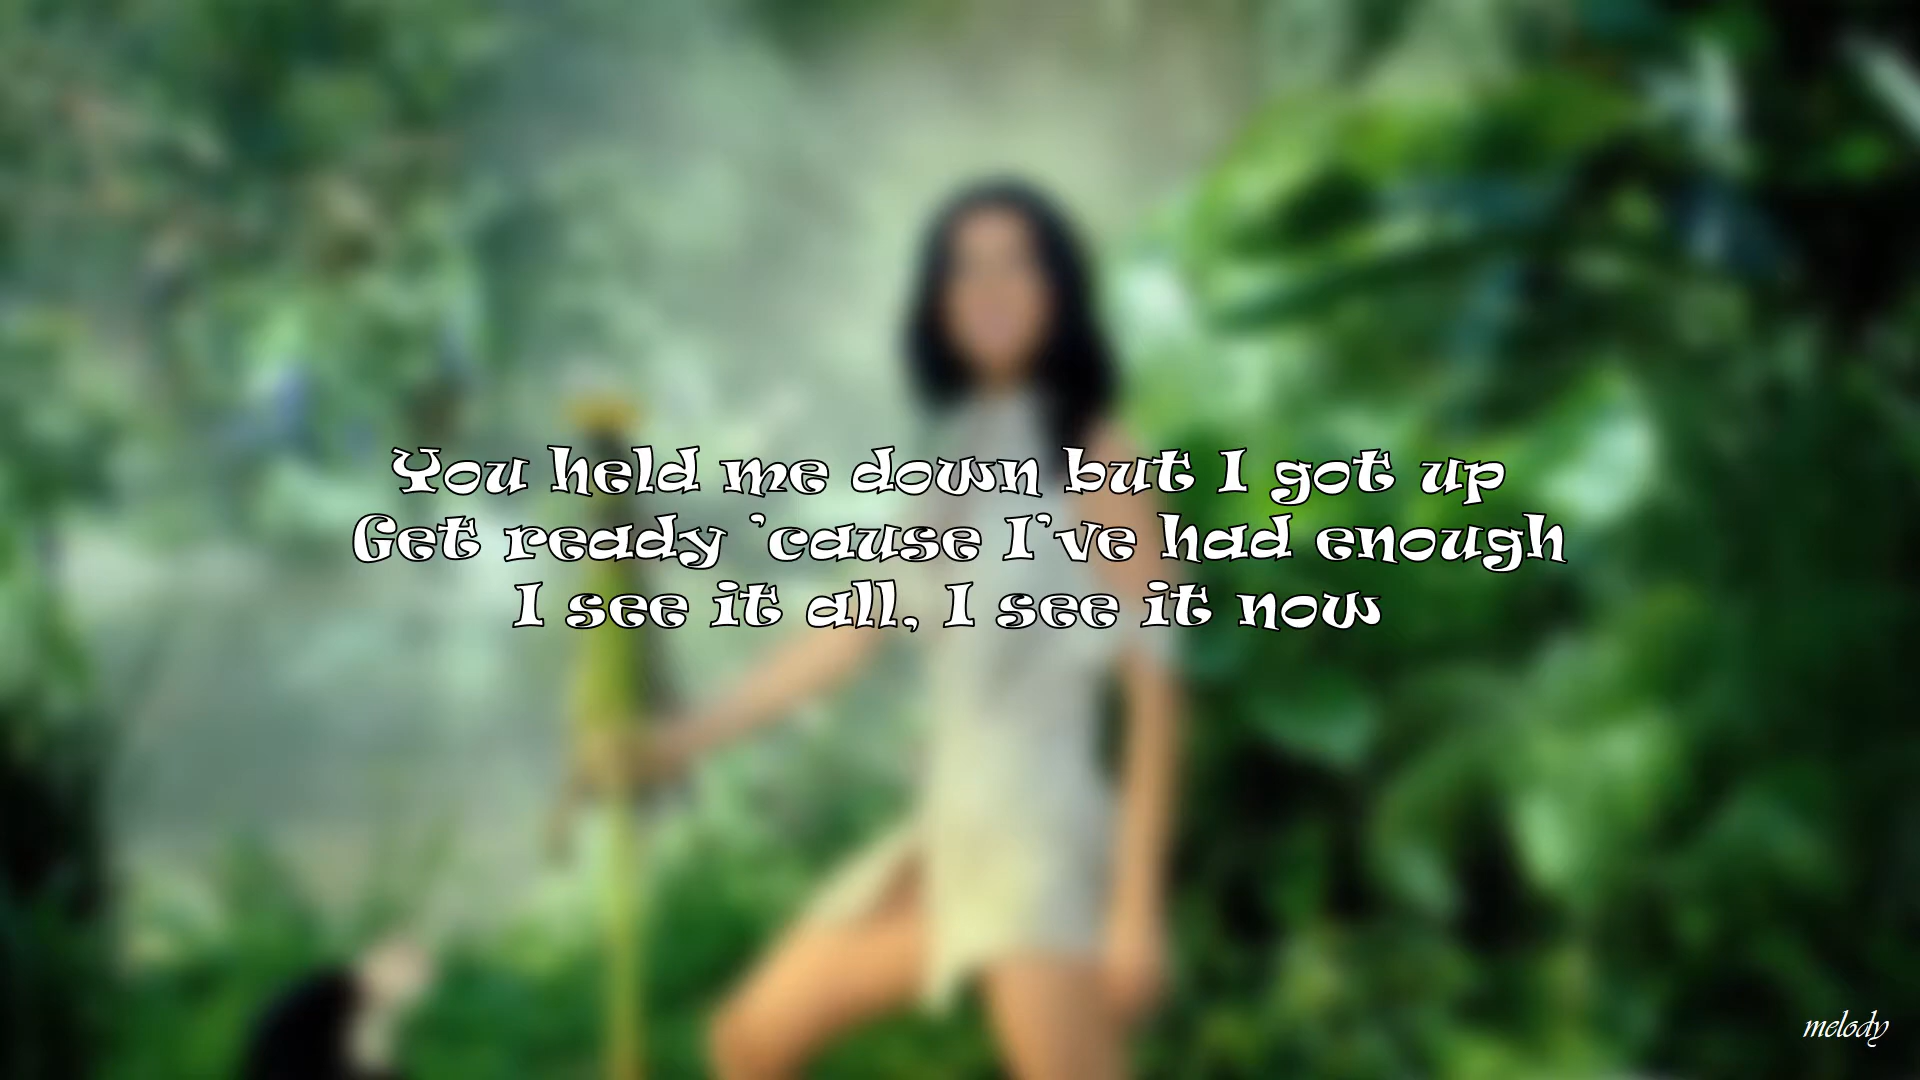 You held me down but I got up
Get ready 'cause I've had enough
I see it all, I see it now
melody